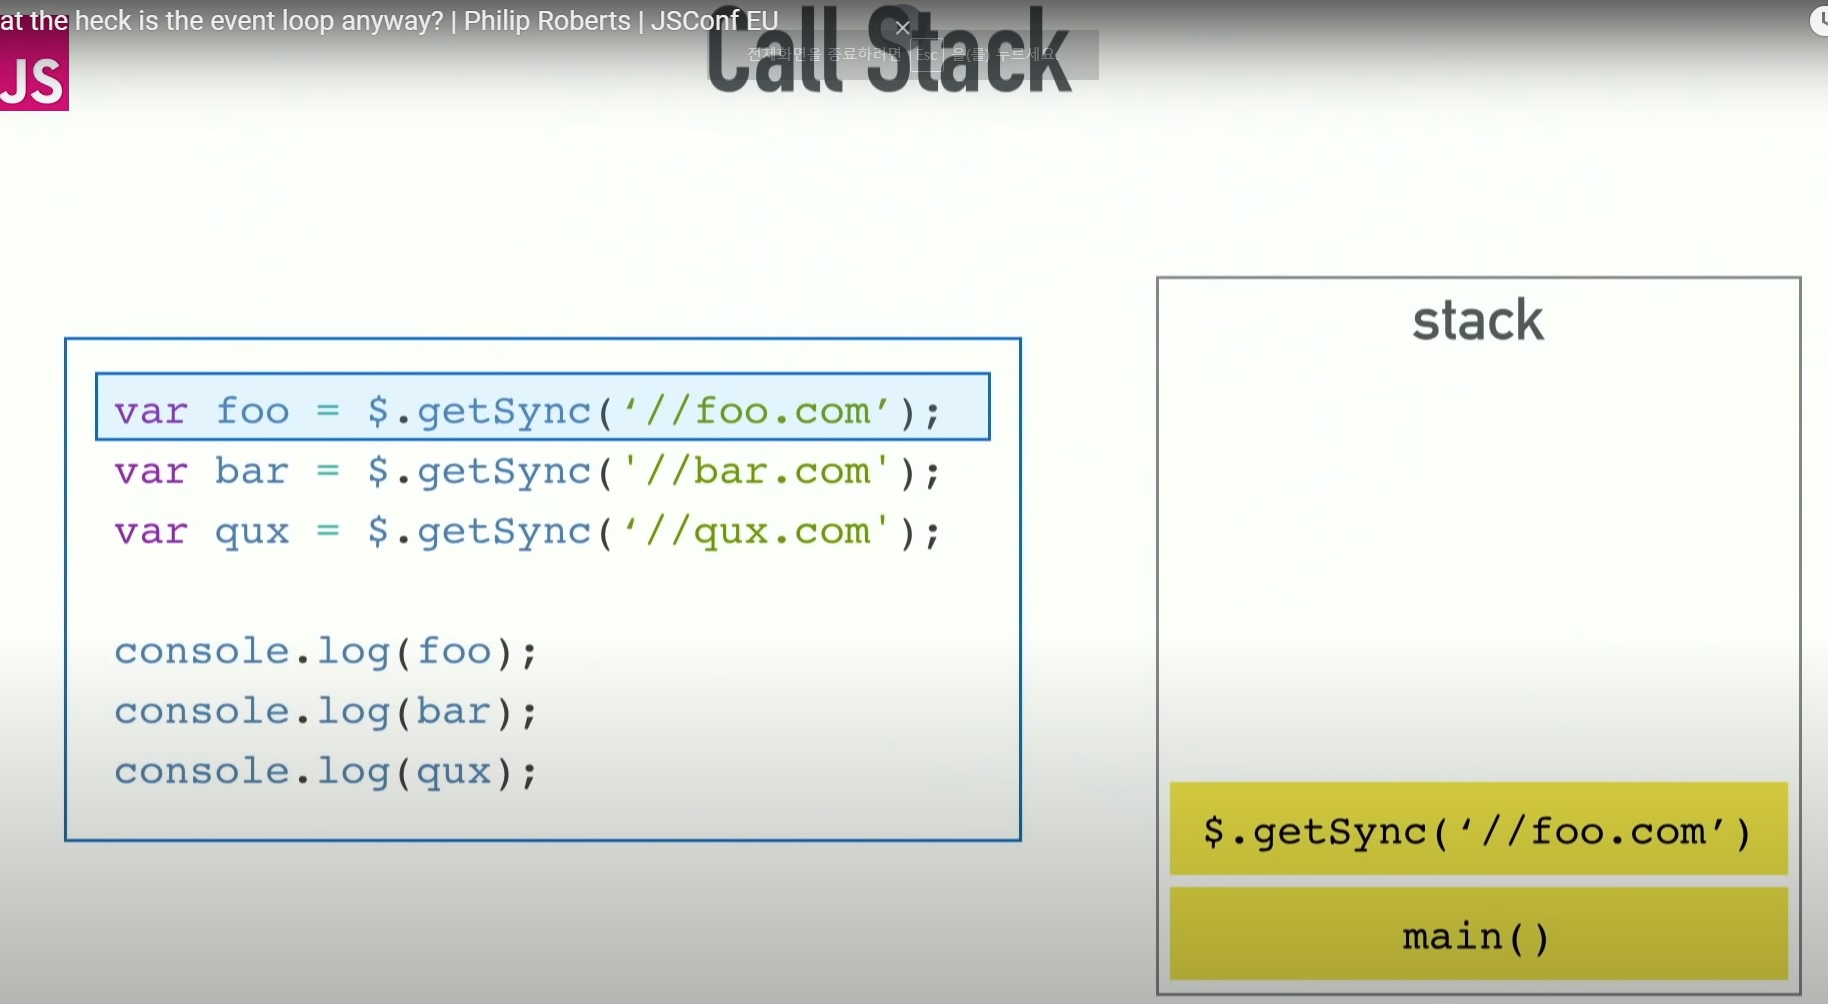 at the heck is the event loop anyway? | Philip Roberts | JSConf EU
JS
Call Stack
전체화면을 종료하려면 Esc 을(를) 누르세요.
stack
var foo = $.getSync(‘//foo.com’);
var bar = $.getSync('//bar.com');
var qux = $.getSync(‘//qux.com');
console.log(foo);
console.log(bar);
console.log(qux);
$.getSync(‘//foo.com’)
main()